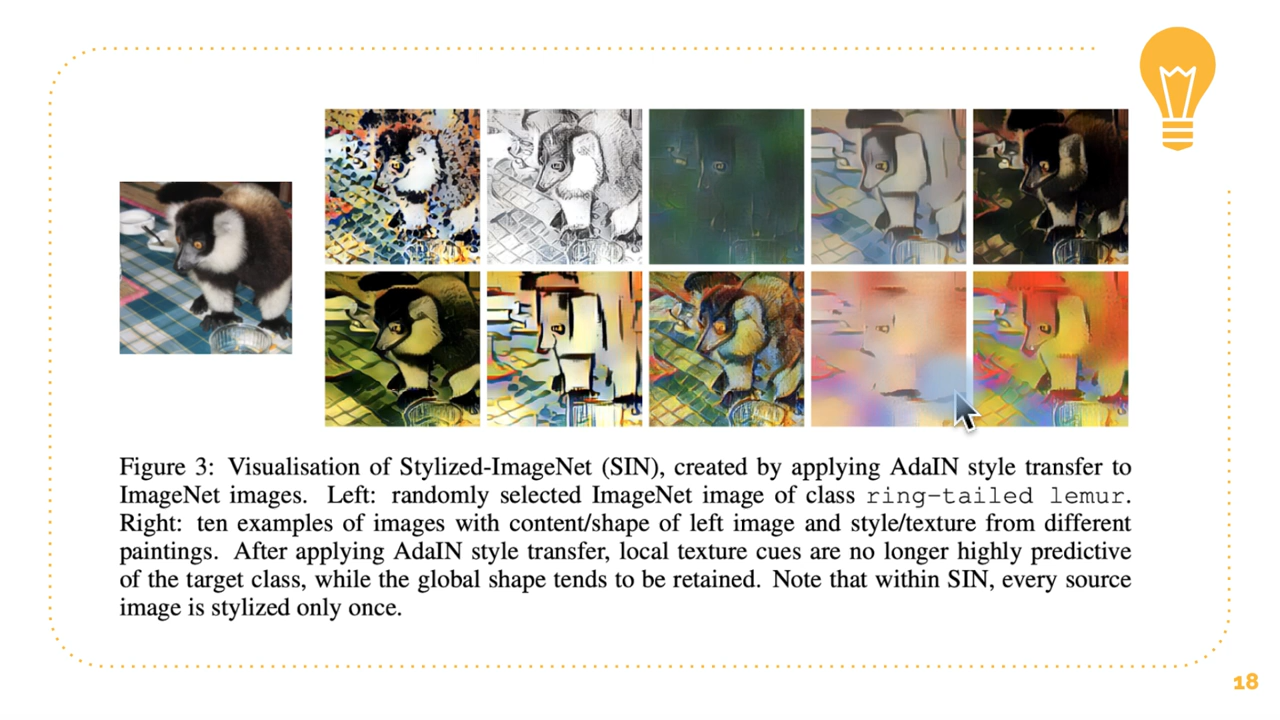 Figure 3: Visualisation of Stylized-ImageNet (SIN), created by applying AdaIN style transfer to
ImageNet images. Left: randomly selected ImageNet image of class ring-tailed lemur.
Right: ten examples of images with content/shape of left image and style/texture from different
paintings. After applying AdaIN style transfer, local texture cues are no longer highly predictive
of the target class, while the global shape tends to be retained. Note that within SIN, every source
image is stylized only once.
18